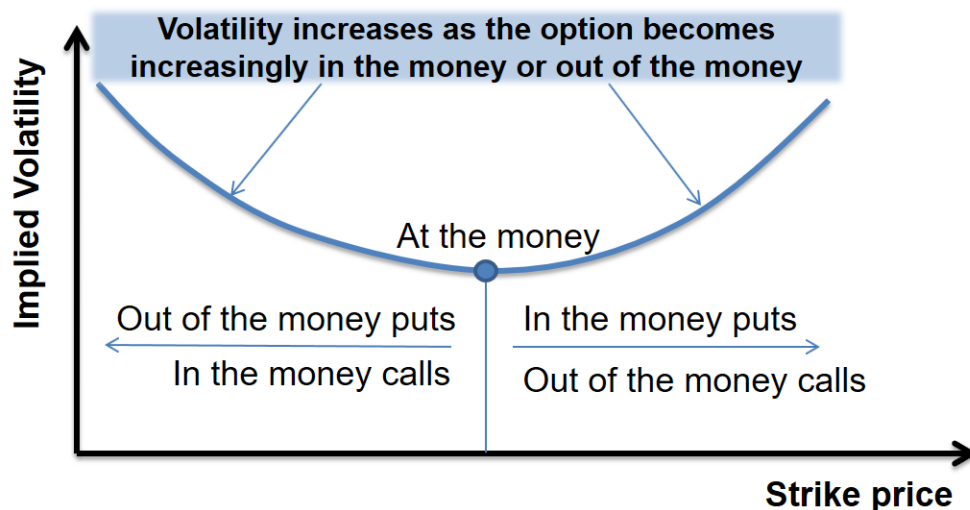 Volatility increases as the option becomes
increasingly in the money or out of the money
Implied Volatility
At the money
Out of the money puts
In the money calls
In the money puts
Out of the money calls
Strike price